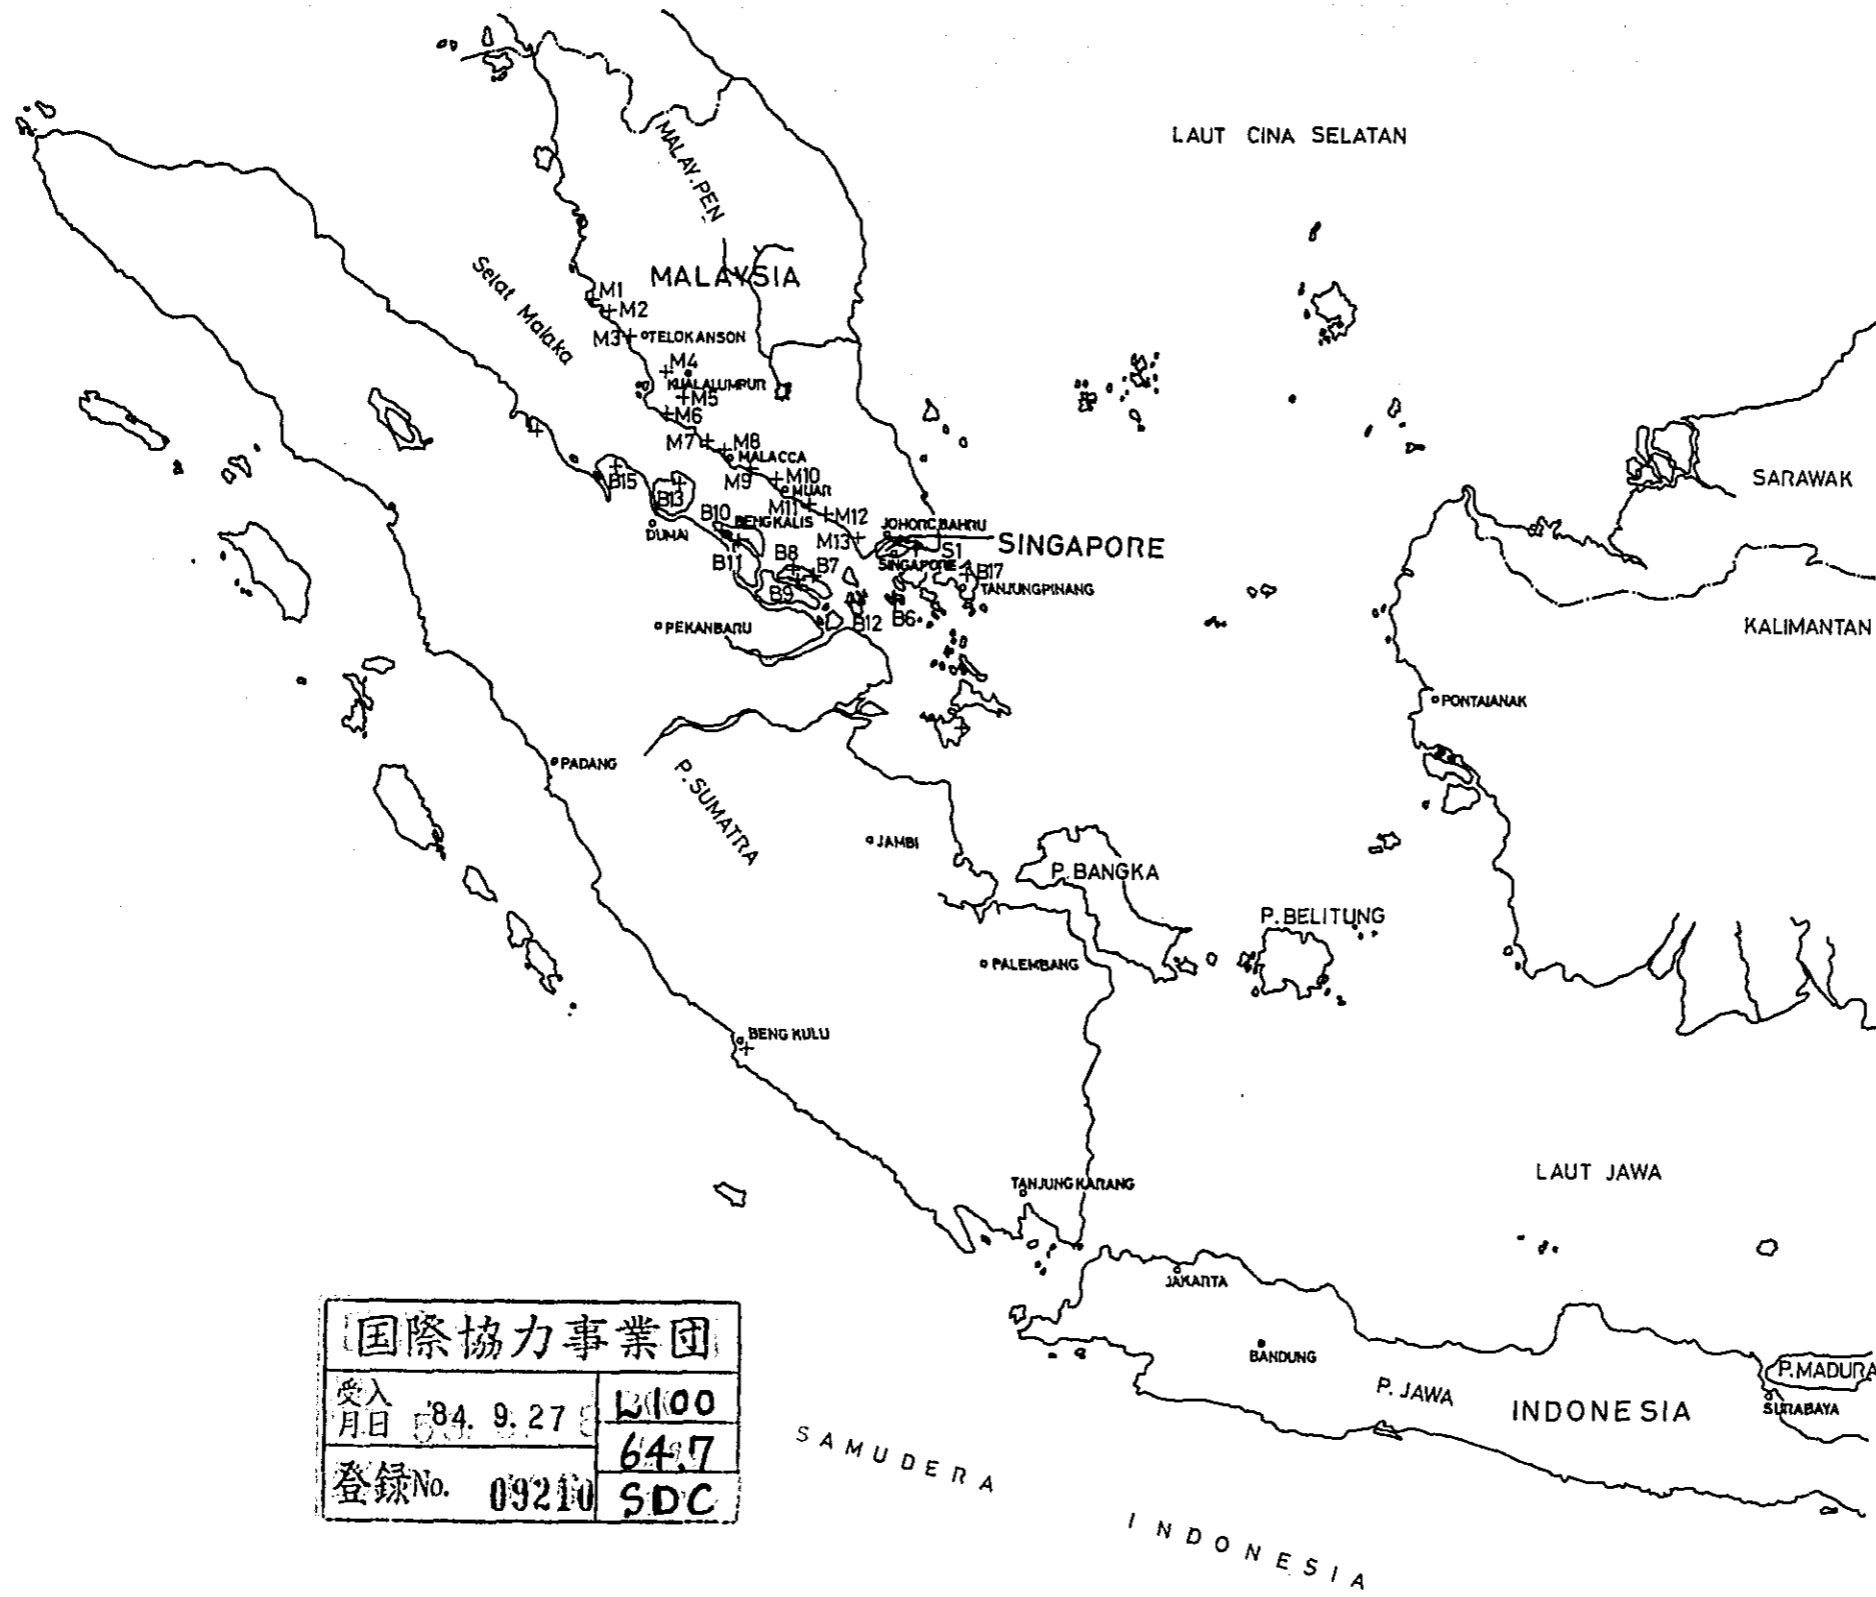 LAUT CINA SELATAN
MALAY. PEN.
MALAYSIA
Selat Malaka
M1
M2
M3
TELOKANSON
M4
KUALALUMPUR
M5
M6
M7
M8
MALACCA
M9
M10
MUAR
M11
M12
M13
B15
B13
B10
BENGKALIS
DUMAI
B11
B8
B7
B9
B12
B6
JOHORE BAHRU
SINGAPORE
S1
SINGAPORE
B17
TANJUNGPINANG
SARAWAK
KALIMANTAN
PEKANBARU
PONTAIANAK
PADANG
P. SUMATRA
JAMBI
P. BANGKA
P. BELITUNG
PALEMBANG
BENG KULU
TANJUNG KARANG
LAUT JAWA
JAKARTA
BANDUNG
P. JAWA
INDONESIA
P. MADURA
SURABAYA
SAMUDERA
INDONESIA
国際協力事業団
受入月日 '84. 9. 27
L100
64.7
登録No. 09210
SDC